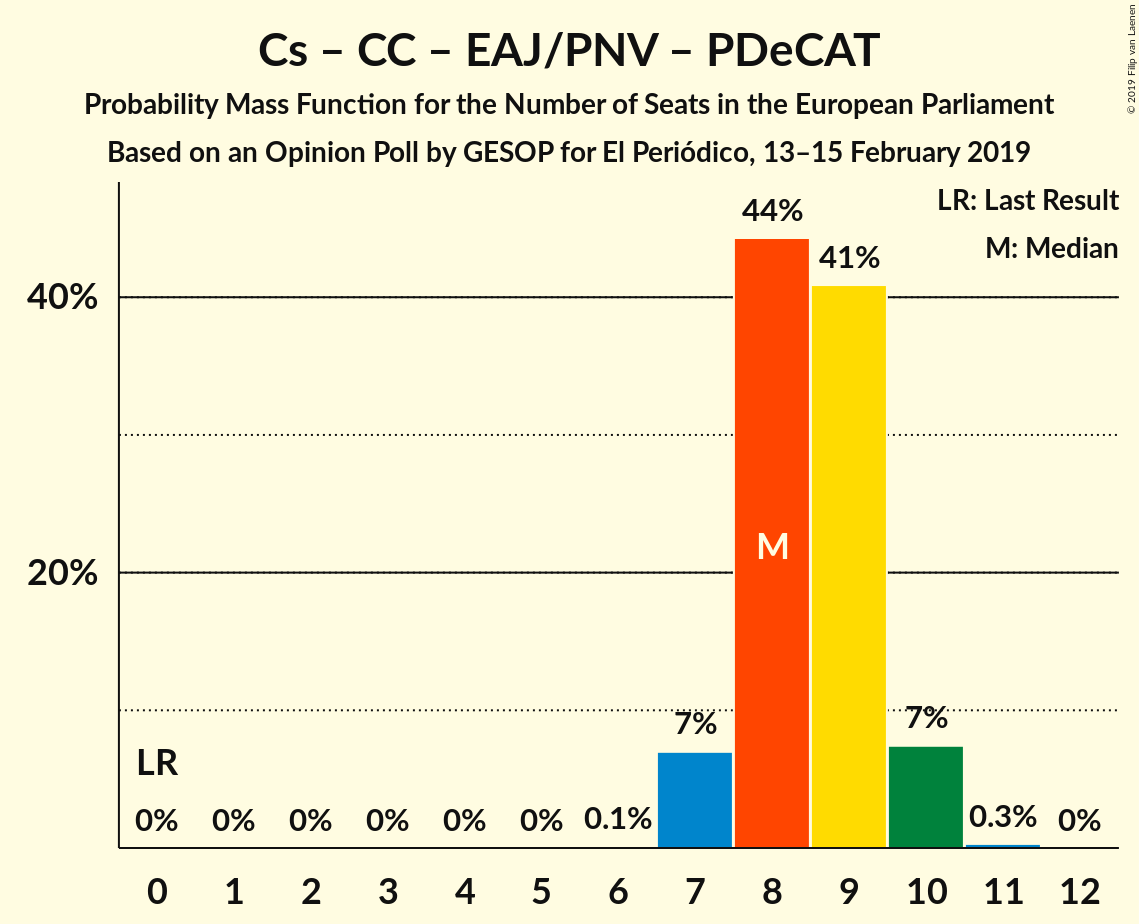 Cs – CC – EAJ/PNV – PDeCAT
Probability Mass Function for the Number of Seats in the European Parliament
Based on an Opinion Poll by GESOP for El Periódico, 13–15 February 2019
© 2019 Filip van Laenen
LR: Last Result
M: Median
44%
41%
40%
M
20%
7%
7%
LR
0% 0% 0% 0% 0% 0% 0.1% 0.3% 0%
0 1 2 3 4 5 6 7 8 9 10 11 12